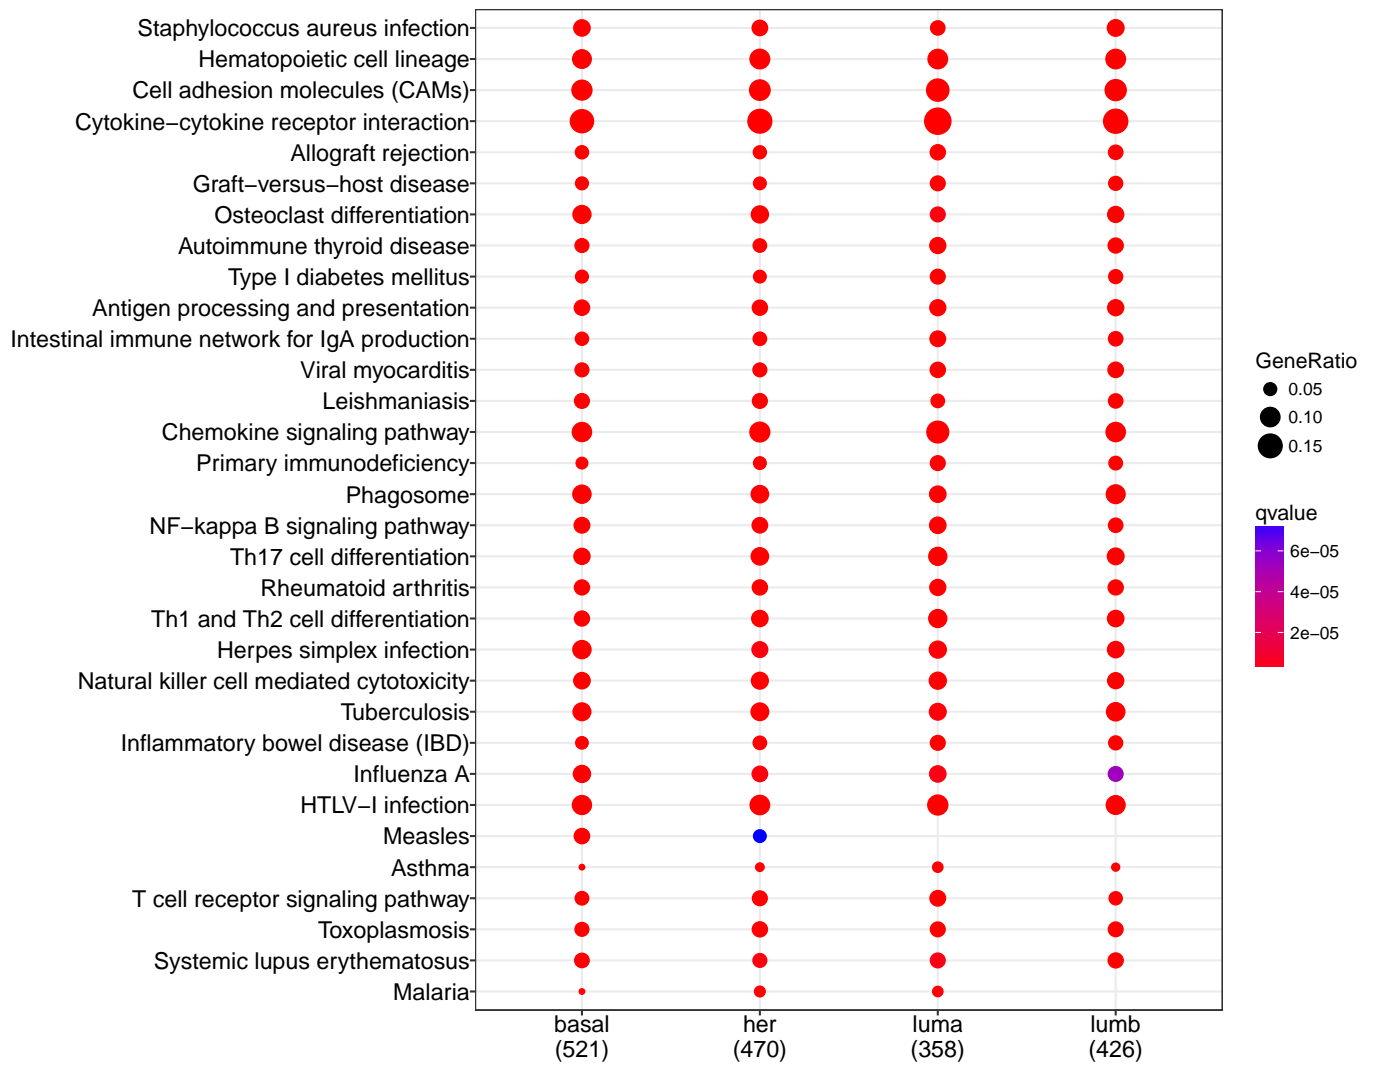 Staphylococcus aureus infection
Hematopoietic cell lineage
Cell adhesion molecules (CAMs)
Cytokine−cytokine receptor interaction
Allograft rejection
Graft−versus−host disease
Osteoclast differentiation
Autoimmune thyroid disease
Type I diabetes mellitus
Antigen processing and presentation
Intestinal immune network for IgA production
Viral myocarditis
Leishmaniasis
Chemokine signaling pathway
Primary immunodeficiency
Phagosome
NF−kappa B signaling pathway
Th17 cell differentiation
Rheumatoid arthritis
Th1 and Th2 cell differentiation
Herpes simplex infection
Natural killer cell mediated cytotoxicity
Tuberculosis
Inflammatory bowel disease (IBD)
Influenza A
HTLV−I infection
Measles
Asthma
T cell receptor signaling pathway
Toxoplasmosis
Systemic lupus erythematosus
Malaria
basal her luma lumb
(521) (470) (358) (426)
GeneRatio
0.05
0.10
0.15
qvalue
6e−05
4e−05
2e−05